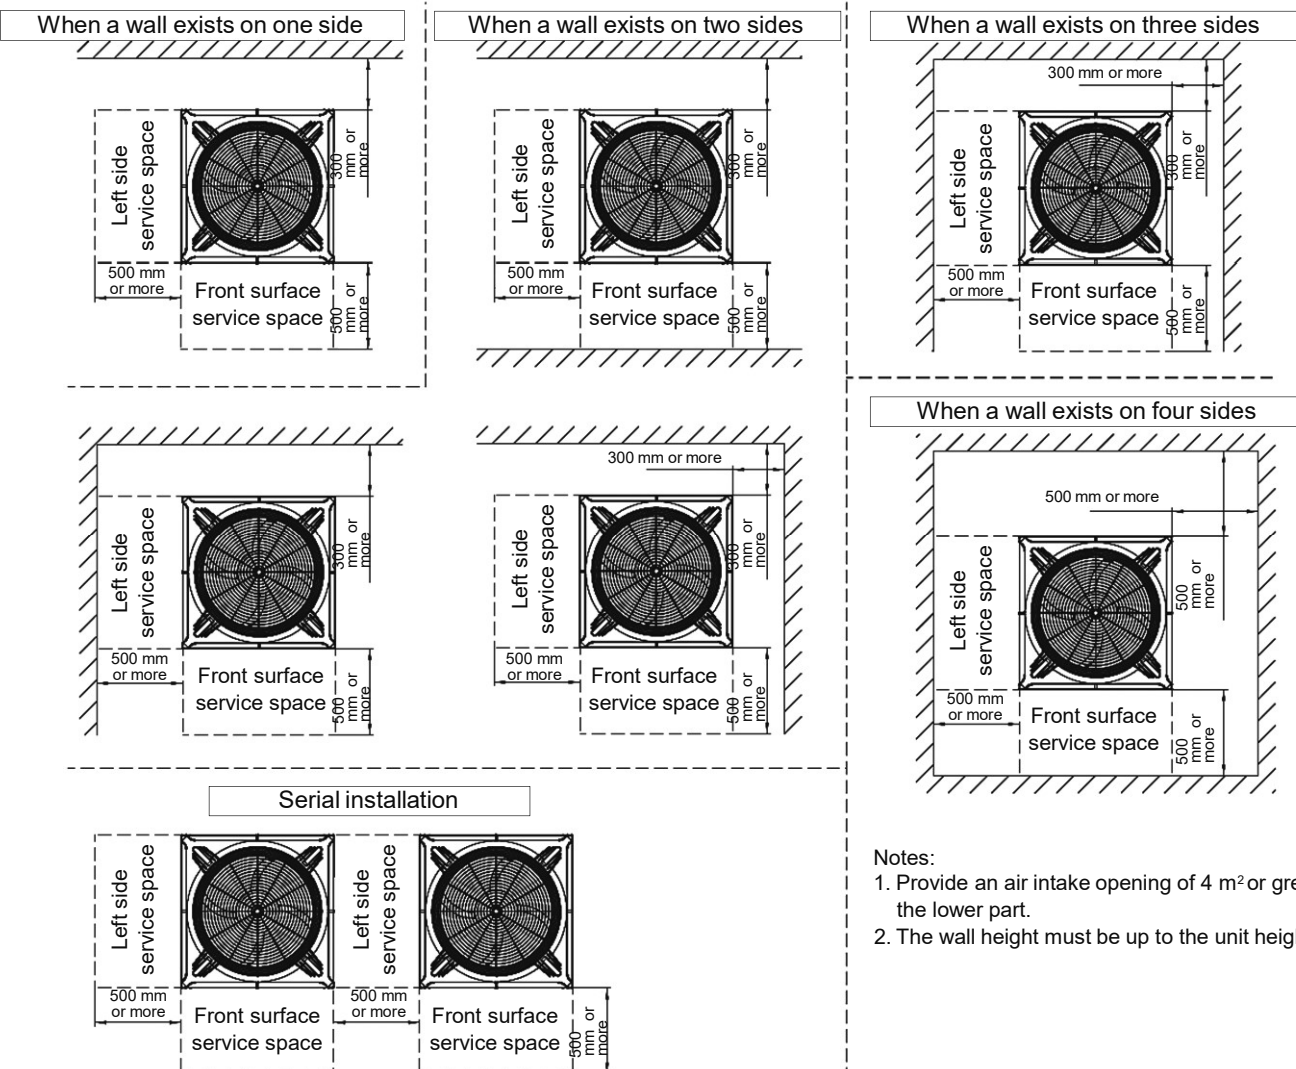 When a wall exists on one side
Left side
service space
300
mm or
more
500 mm
or more
Front surface
service space
500
mm or
more
When a wall exists on two sides
Left side
service space
300
mm or
more
500 mm
or more
Front surface
service space
500
mm or
more
When a wall exists on three sides
300 mm or more
Left side
service space
300
mm or
more
500 mm
or more
Front surface
service space
500
mm or
more
Left side
service space
300
mm or
more
500 mm
or more
Front surface
service space
500
mm or
more
300 mm or more
Left side
service space
300
mm or
more
500 mm
or more
Front surface
service space
500
mm or
more
When a wall exists on four sides
500 mm or more
Left side
service space
500
mm or
more
500 mm
or more
Front surface
service space
500
mm or
more
Serial installation
Left side
service space
500 mm
or more
Front surface
service space
Left side
service space
500 mm
or more
Front surface
service space
500
mm or
more
Notes:
1. Provide an air intake opening of 4 m² or gre
the lower part.
2. The wall height must be up to the unit heig